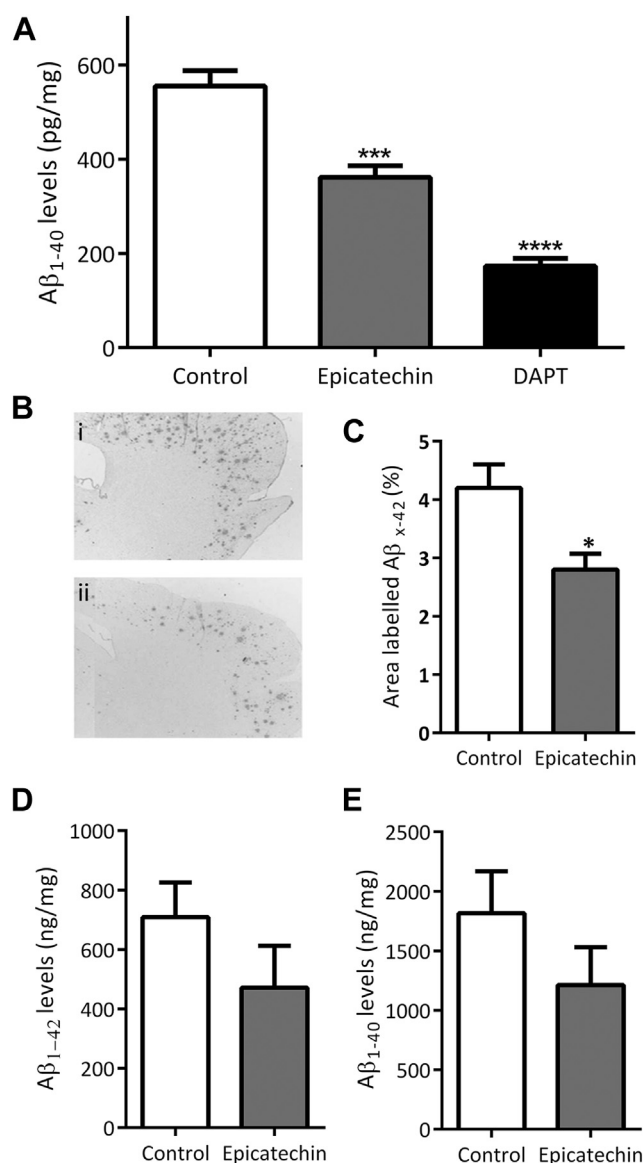 A
Aβ1-40 levels (pg/mg)
600
400
200
0
***
****
Control
Epicatechin
DAPT
B
i
ii
C
Area labelled Aβ x-42 (%)
5
4
3
2
1
0
*
Control
Epicatechin
D
Aβ1–42 levels (ng/mg)
1000
800
600
400
200
0
Control
Epicatechin
E
Aβ1-40 levels (ng/mg)
2500
2000
1500
1000
500
0
Control
Epicatechin